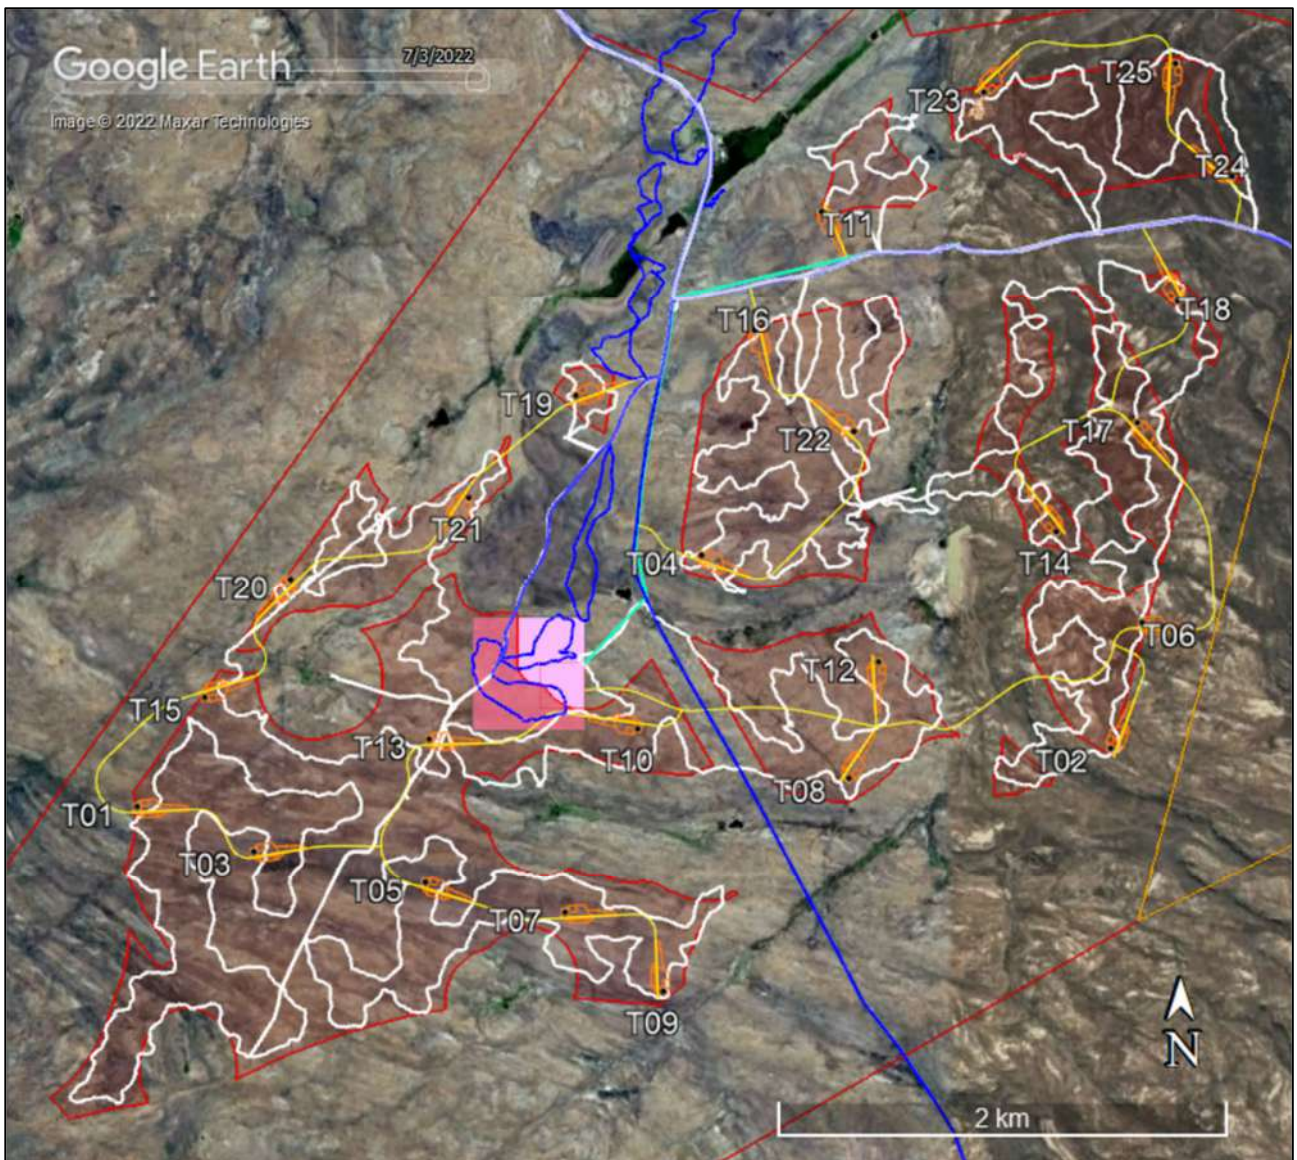 Google Earth
7/3/2022
Image © 2022 Maxar Technologies
T25
T23
T24
T11
T18
T16
T19
T22
T17
T21
T04
T14
T20
T06
T12
T15
T13
T10
T02
T08
T01
T03
T05
T07
T09
N
2 km